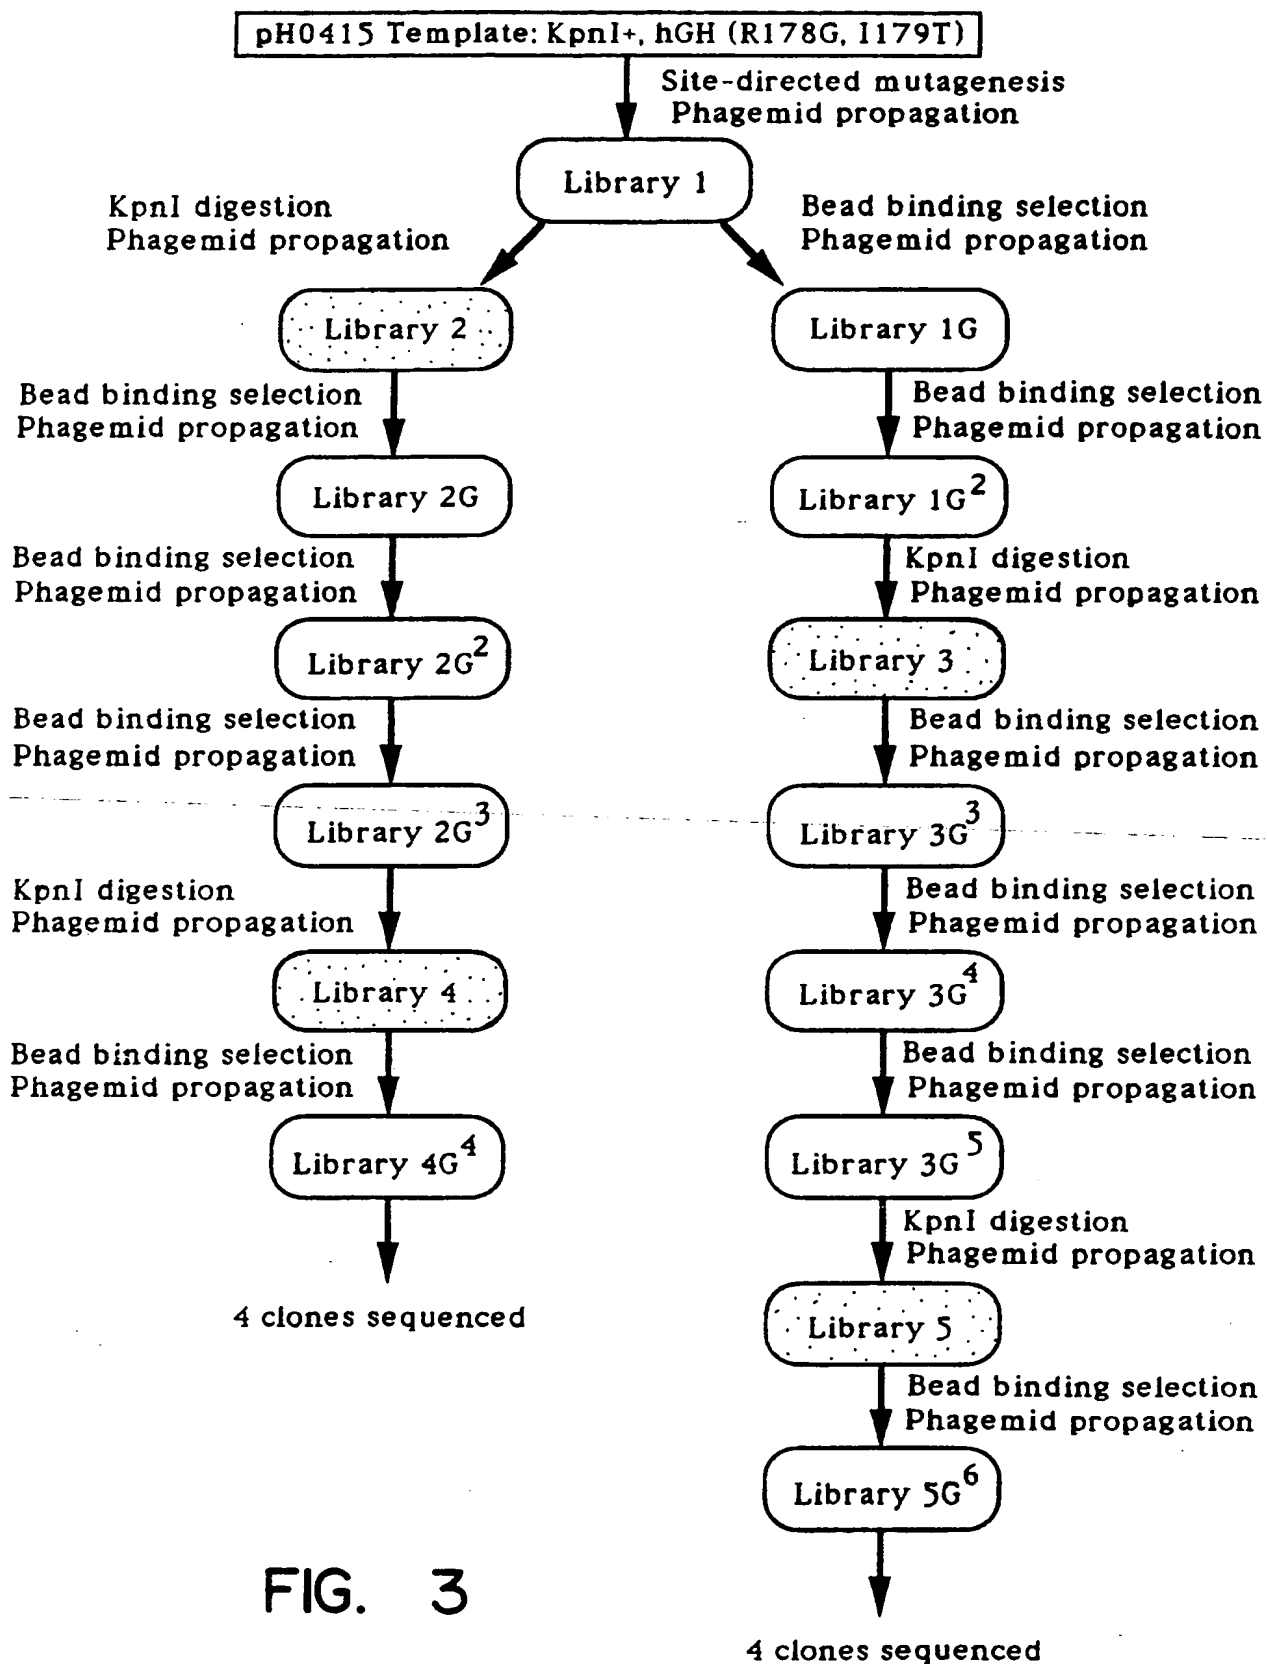 pH0415 Template: KpnI+, hGH (R178G, I179T)
Site-directed mutagenesis
Phagemid propagation
Library 1
KpnI digestion
Phagemid propagation
Bead binding selection
Phagemid propagation
Library 2
Library 1G
Bead binding selection
Phagemid propagation
Bead binding selection
Phagemid propagation
Library 2G
Library 1G²
Bead binding selection
Phagemid propagation
KpnI digestion
Phagemid propagation
Library 2G²
Library 3
Bead binding selection
Phagemid propagation
Bead binding selection
Phagemid propagation
Library 2G³
Library 3G³
KpnI digestion
Phagemid propagation
Bead binding selection
Phagemid propagation
Library 4
Library 3G⁴
Bead binding selection
Phagemid propagation
Bead binding selection
Phagemid propagation
Library 4G⁴
Library 3G⁵
KpnI digestion
Phagemid propagation
4 clones sequenced
Library 5
Bead binding selection
Phagemid propagation
Library 5G⁶
FIG. 3
4 clones sequenced